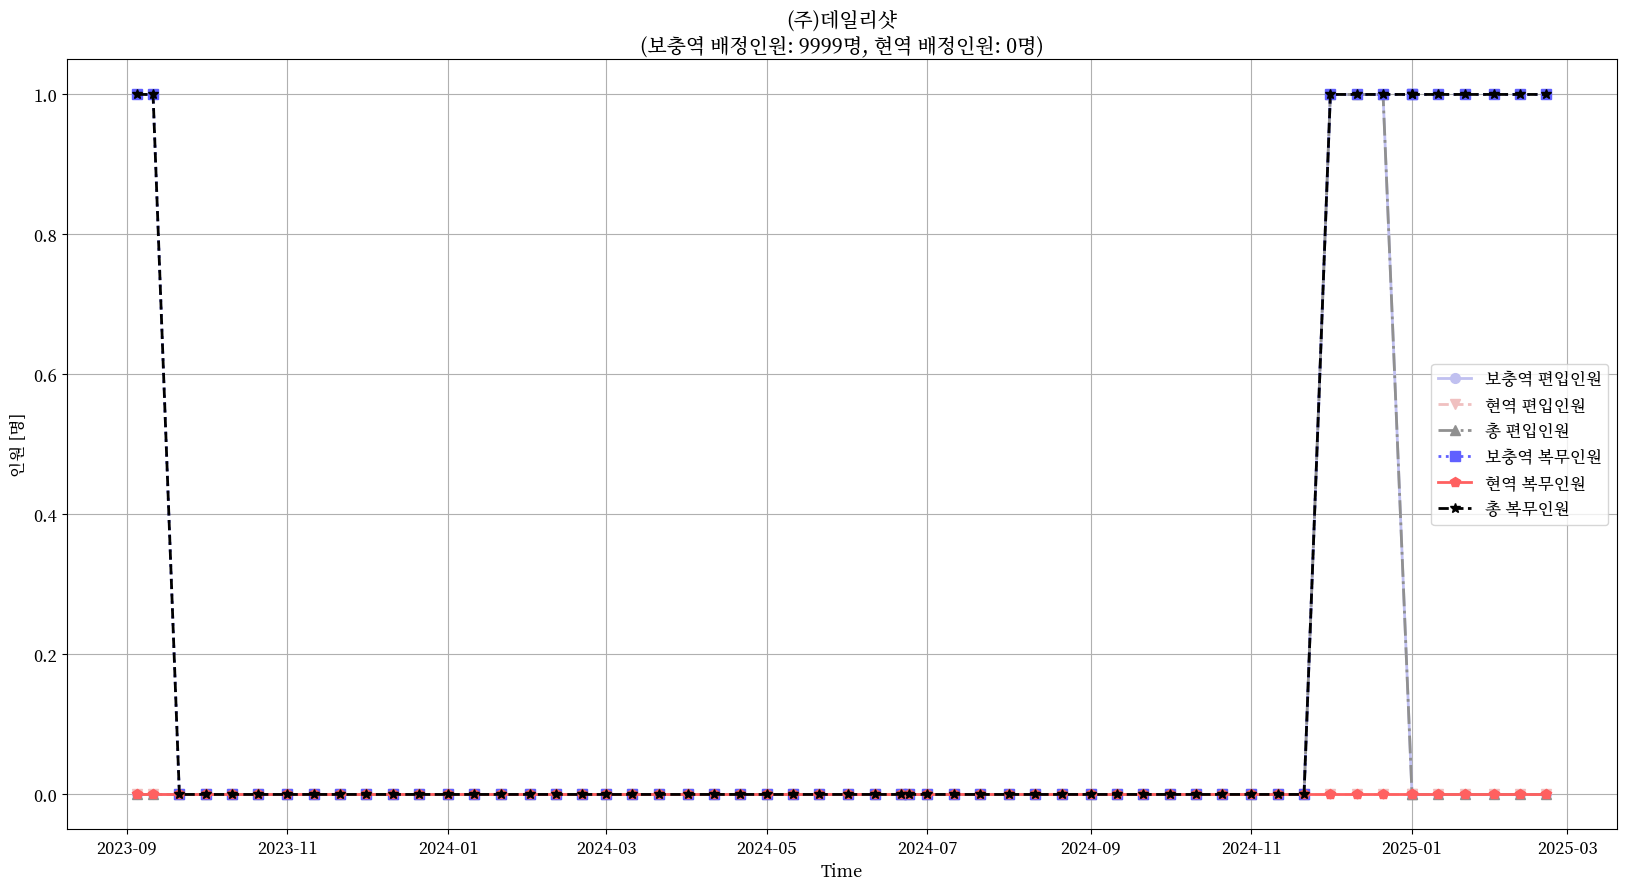 (주)데일리샷
(보충역 배정인원: 9999명, 현역 배정인원: 0명)
인원 [명]
1.0
0.8
0.6
0.4
0.2
0.0
보충역 편입인원
현역 편입인원
총 편입인원
보충역 복무인원
현역 복무인원
총 복무인원
2023-09 2023-11 2024-01 2024-03 2024-05 2024-07 2024-09 2024-11 2025-01 2025-03
Time